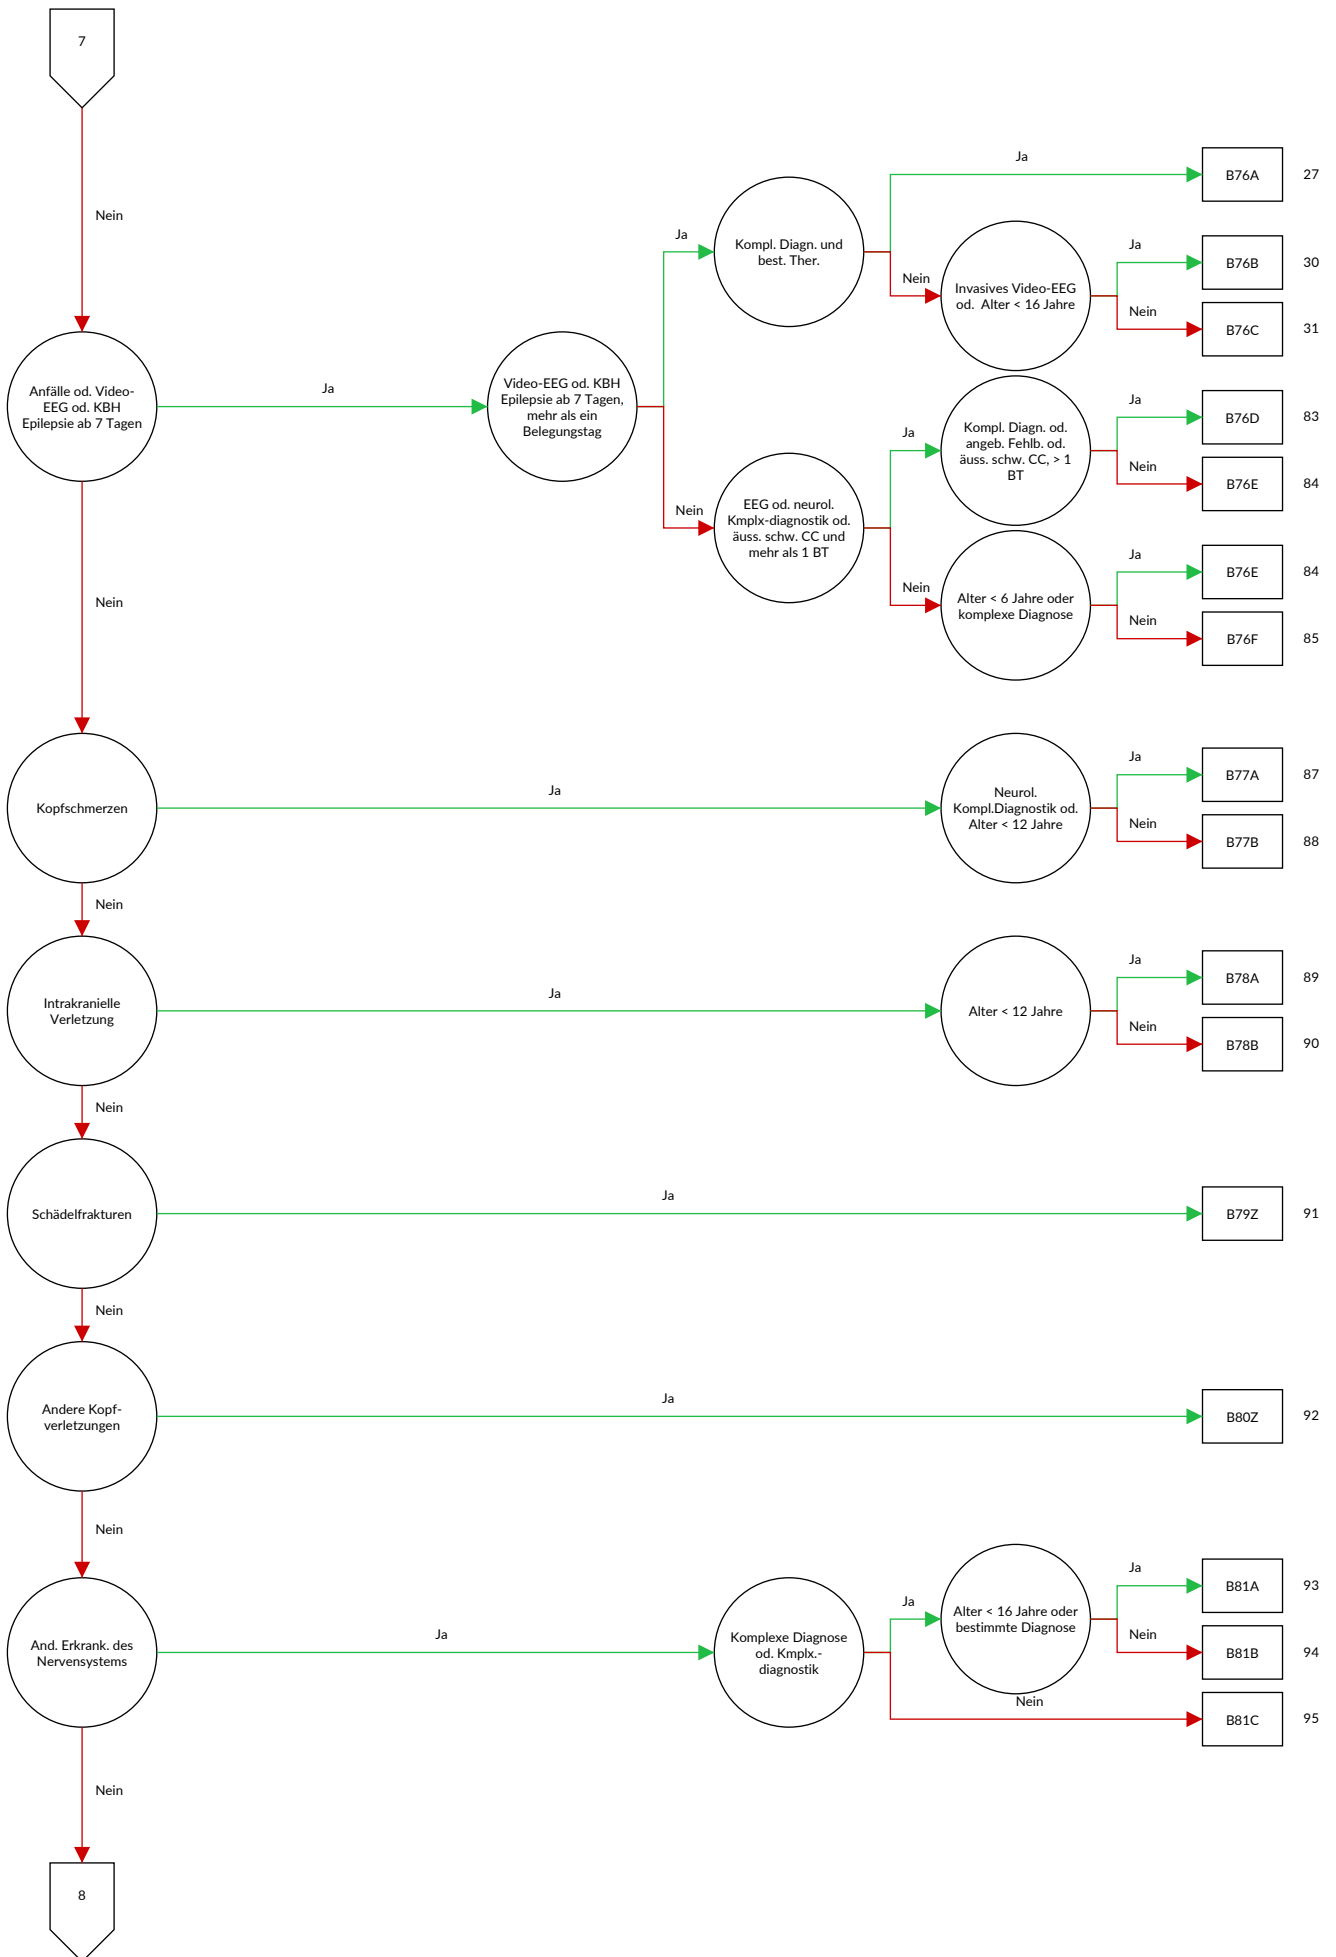 7
Nein
Ja
B76A
27
Ja
Kompl. Diagn. und
best. Ther.
Ja
B76B
30
Nein
Invasives Video-EEG
od.  Alter < 16 Jahre
Nein
B76C
31
Anfälle od. Video-
EEG od. KBH
Epilepsie ab 7 Tagen
Ja
Video-EEG od. KBH
Epilepsie ab 7 Tagen,
mehr als ein
Belegungstag
Ja
Kompl. Diagn. od.
angeb. Fehlb. od.
äuss. schw. CC, > 1
BT
Ja
B76D
83
Nein
B76E
84
Nein
EEG od. neurol.
Kmplx-diagnostik od.
äuss. schw. CC und
mehr als 1 BT
Nein
Alter < 6 Jahre oder
komplexe Diagnose
Ja
B76E
84
Nein
B76F
85
Nein
Kopfschmerzen
Ja
Neurol.
Kompl.Diagnostik od.
Alter < 12 Jahre
Ja
B77A
87
Nein
B77B
88
Nein
Intrakranielle
Verletzung
Ja
Alter < 12 Jahre
Ja
B78A
89
Nein
B78B
90
Nein
Schädelfrakturen
Ja
B79Z
91
Nein
Andere Kopf-
verletzungen
Ja
B80Z
92
Nein
And. Erkrank. des
Nervensystems
Ja
Komplexe Diagnose
od. Kmplx.-
diagnostik
Ja
Alter < 16 Jahre oder
bestimmte Diagnose
Ja
B81A
93
Nein
B81B
94
Nein
B81C
95
Nein
8